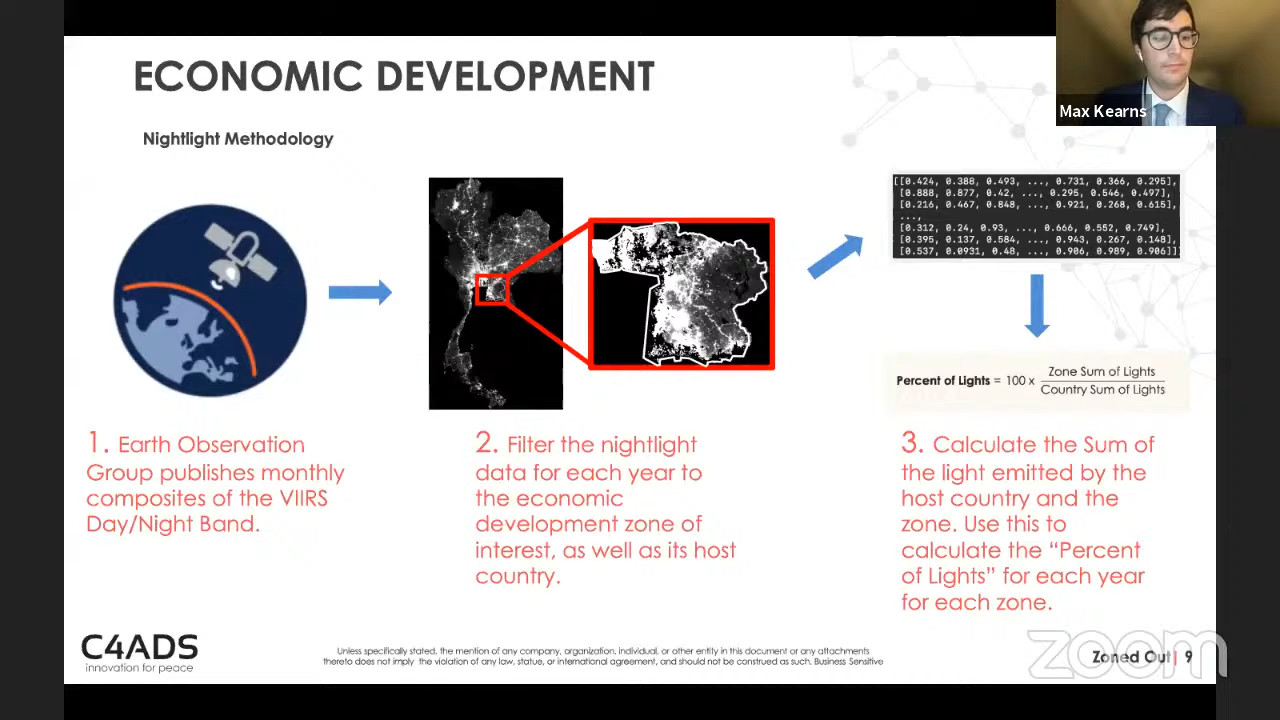 ECONOMIC DEVELOPMENT
Max Kearns
Nightlight Methodology
[[0.424, 0.388, 0.493, ..., 0.731, 0.366, 0.295],
[0.888, 0.877, 0.42, ..., 0.295, 0.546, 0.497],
[0.216, 0.467, 0.848, ..., 0.921, 0.268, 0.615],
...,
[0.312, 0.24, 0.93, ..., 0.666, 0.552, 0.749],
[0.395, 0.137, 0.584, ..., 0.943, 0.267, 0.148],
[0.537, 0.0931, 0.48, ..., 0.906, 0.989, 0.906]]
Percent of Lights = 100 x Zone Sum of Lights
Country Sum of Lights
1. Earth Observation
Group publishes monthly
composites of the VIIRS
Day/Night Band.
2. Filter the nightlight
data for each year to
the economic
development zone of
interest, as well as its host
country.
3. Calculate the Sum of
the light emitted by the
host country and the
zone. Use this to
calculate the “Percent
of Lights” for each year
for each zone.
C4ADS
innovation for peace
Unless specifically stated, the mention of any company, organization, individual, or other entity in this document or any attachments
thereto does not imply the violation of any law, statue, or international agreement, and should not be construed as such. Business Sensitive
Zoned Out| 9
zoom